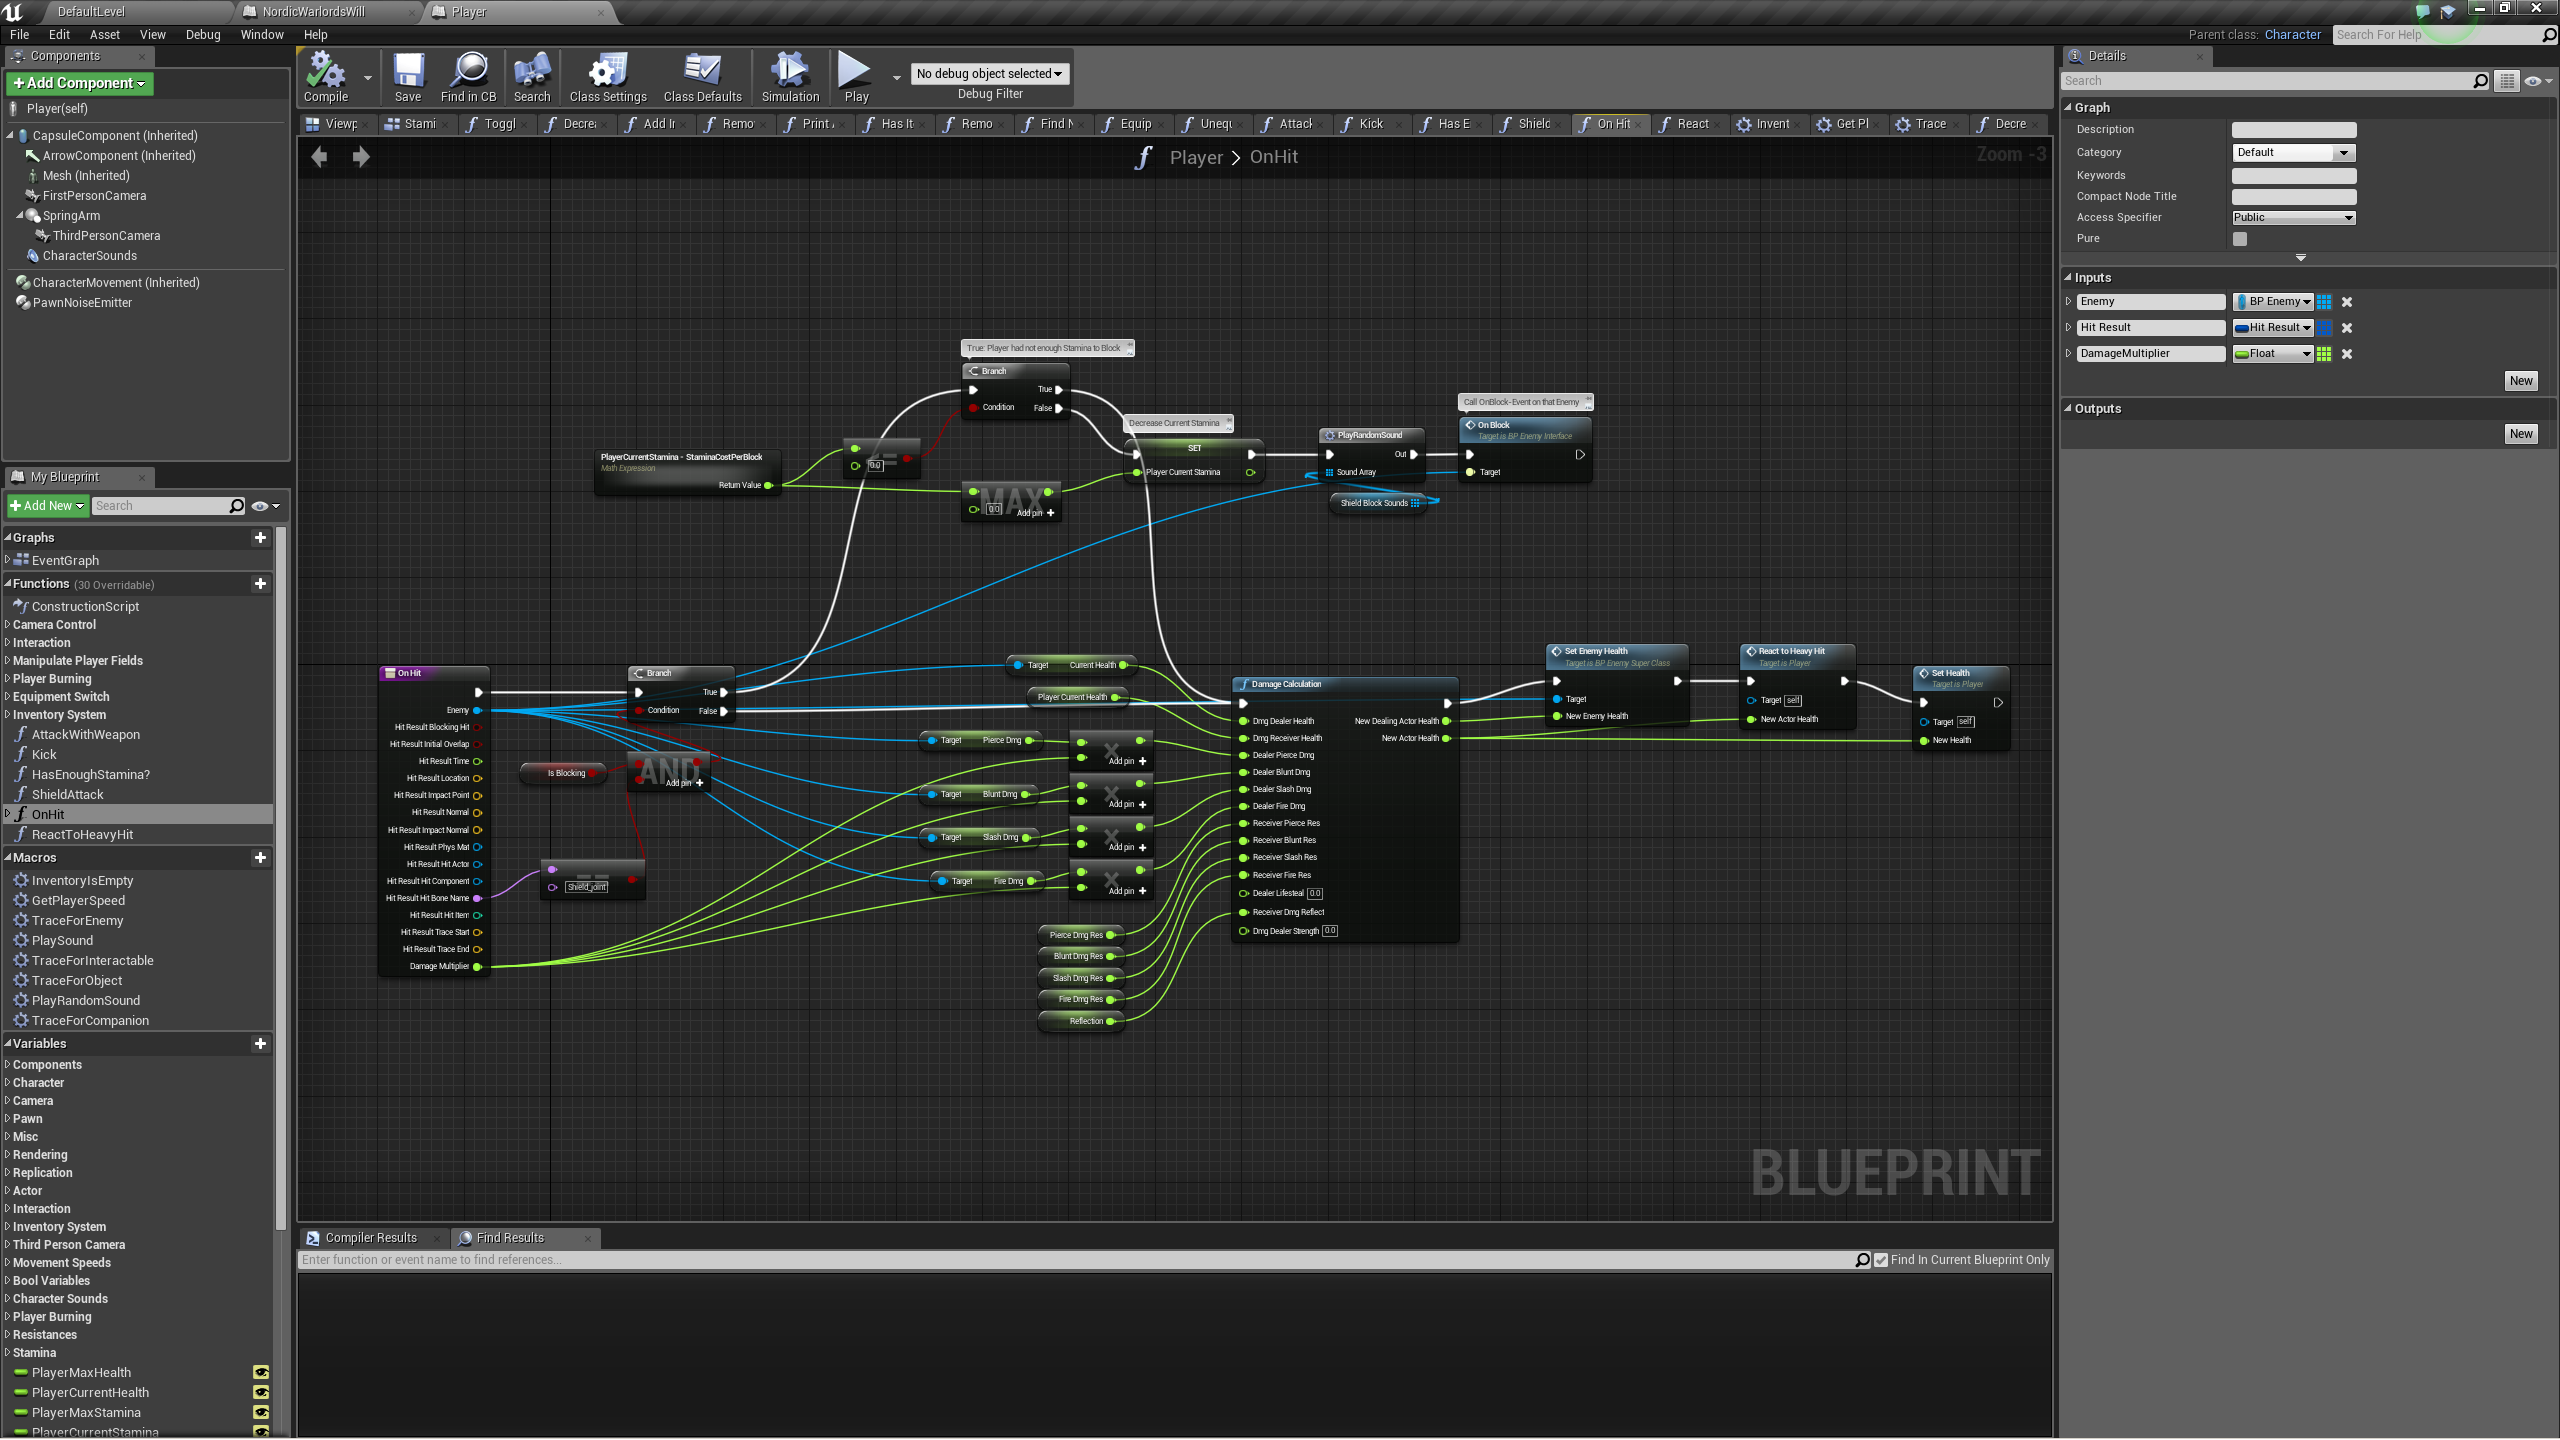 DefaultLevel
NordicWarlordsWill
Player
File Edit Asset View Debug Window Help
Parent class: Character
Search For Help
Components
+Add Component
Player(self)
CapsuleComponent (Inherited)
ArrowComponent (Inherited)
Mesh (Inherited)
FirstPersonCamera
SpringArm
ThirdPersonCamera
CharacterSounds
CharacterMovement (Inherited)
PawnNoiseEmitter
My Blueprint
+Add New
Search
Graphs
EventGraph
Functions (30 Overridable)
ConstructionScript
Camera Control
Interaction
Manipulate Player Fields
Player Burning
Equipment Switch
Inventory System
AttackWithWeapon
Kick
HasEnoughStamina?
ShieldAttack
OnHit
ReactToHeavyHit
Macros
InventoryIsEmpty
GetPlayerSpeed
TraceForEnemy
PlaySound
TraceForInteractable
TraceForObject
PlayRandomSound
TraceForCompanion
Variables
Components
Character
Camera
Pawn
Misc
Rendering
Replication
Actor
Interaction
Inventory System
Third Person Camera
Movement Speeds
Bool Variables
Character Sounds
Player Burning
Resistances
Stamina
PlayerMaxHealth
PlayerCurrentHealth
PlayerMaxStamina
PlayerCurrentStamina
Compile
Save
Find in CB
Search
Class Settings
Class Defaults
Simulation
Play
No debug object selected
Debug Filter
Viewp
Stami
Toggl
Decrea
Add Ir
Remo
Print
Has It
Remo
Find N
Equip
Unequ
Attack
Kick
Has E
Shield
On Hit
React
Invent
Get Pl
Trace
Decre
Player > OnHit
Zoom -3
True: Player had not enough Stamina to Block
Branch
True
Condition
False
Decrease Current Stamina
SET
Player Current Stamina
PlayerCurrentStamina - StaminaCostPerBlock
Math Expression
Return Value
0.0
MAX
0.0
Add pin +
PlayRandomSound
Out
Sound Array
Shield Block Sounds
Call OnBlock-Event on that Enemy
On Block
Target is BP Enemy Interface
Target
On Hit
Enemy
Hit Result Blocking Hit
Hit Result Initial Overlap
Hit Result Time
Hit Result Location
Hit Result Impact Point
Hit Result Normal
Hit Result Impact Normal
Hit Result Phys Mat
Hit Result Hit Actor
Hit Result Hit Component
Hit Result Hit Bone Name
Hit Result Hit Item
Hit Result Trace Start
Hit Result Trace End
Damage Multiplier
Branch
True
Condition
False
Is Blocking
AND
Add pin +
==
Shield_joint
Target Current Health
Player Current Health
Target Pierce Dmg
Target Blunt Dmg
Target Slash Dmg
Target Fire Dmg
Add pin +
Add pin +
Add pin +
Add pin +
Pierce Dmg Res
Blunt Dmg Res
Slash Dmg Res
Fire Dmg Res
Reflection
Damage Calculation
Dmg Dealer Health
New Dealing Actor Health
Dmg Receiver Health
New Actor Health
Dealer Pierce Dmg
Dealer Blunt Dmg
Dealer Slash Dmg
Dealer Fire Dmg
Receiver Pierce Res
Receiver Blunt Res
Receiver Slash Res
Receiver Fire Res
Dealer Lifesteal 0.0
Receiver Dmg Reflect
Dmg Dealer Strength 0.0
Set Enemy Health
Target is BP Enemy Super Class
Target
New Enemy Health
React to Heavy Hit
Target is Player
Target self
New Actor Health
Set Health
Target is Player
Target self
New Health
BLUEPRINT
Compiler Results
Find Results
Enter function or event name to find references...
Find In Current Blueprint Only
Details
Search
Graph
Description
Category Default
Keywords
Compact Node Title
Access Specifier Public
Pure
Inputs
Enemy BP Enemy
Hit Result Hit Result
DamageMultiplier Float
New
Outputs
New